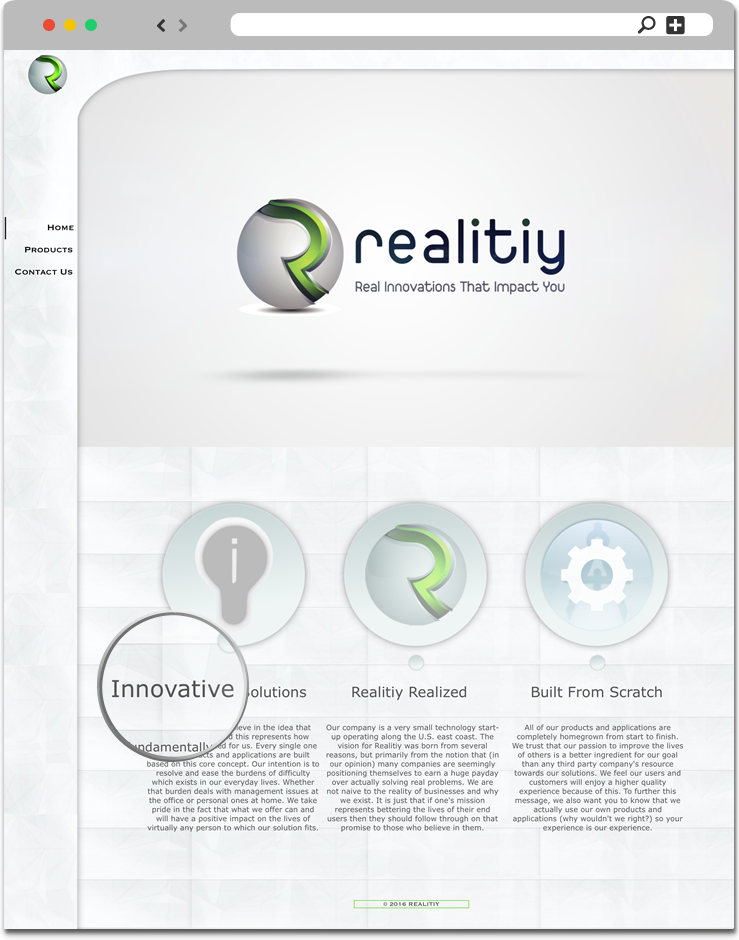 Home
Products
Contact Us
realitiy
Real Innovations That Impact You
i
Innovative
Solutions
undamentally
eve in the idea that
d this represents how
ed for us. Every single one
cts and applications are built
based on this core concept. Our intention is to
resolve and ease the burdens of difficulty
which exists in our everyday lives. Whether
that burden deals with management issues at
the office or personal ones at home. We take
pride in the fact that what we offer can and
will have a positive impact on the lives of
virtually any person to which our solution fits.
Realitiy Realized
Our company is a very small technology start-
up operating along the U.S. east coast. The
vision for Realitiy was born from several
reasons, but primarily from the notion that (in
our opinion) many companies are seemingly
positioning themselves to earn a huge payday
over actually solving real problems. We are
not naive to the reality of businesses and why
we exist. It is just that if one's mission
represents bettering the lives of their end
users then they should follow through on that
promise to those who believe in them.
Built From Scratch
All of our products and applications are
completely homegrown from start to finish.
We trust that our passion to improve the lives
of others is a better ingredient for our goal
than any third party company's resource
towards our solutions. We feel our users and
customers will enjoy a higher quality
experience because of this. To further this
message, we also want you to know that we
actually use our own products and
applications (why wouldn't we right?) so your
experience is our experience.
© 2016 REALITIY